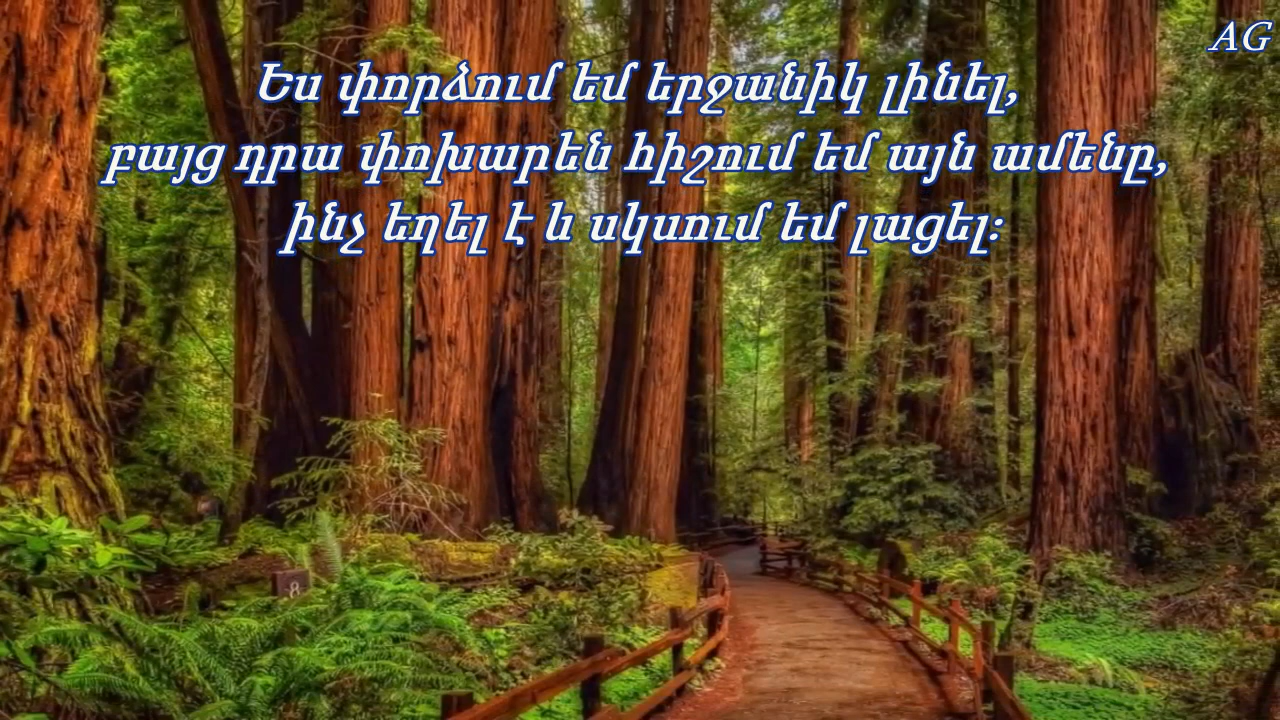 AG
Ես փորձում եմ երջանիկ լինել,
բայց դրա փոխարեն հիշում եմ այն ամենը,
ինչ եղել է և սկսում եմ լացել:
8